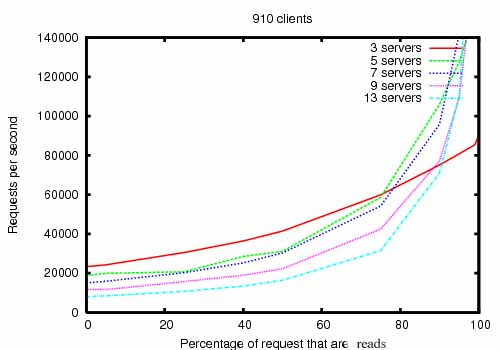 910 clients
140000
120000
100000
80000
60000
40000
20000
0
Requests per second
3 servers
5 servers
7 servers
9 servers
13 servers
0 20 40 60 80 100
Percentage of request that are reads